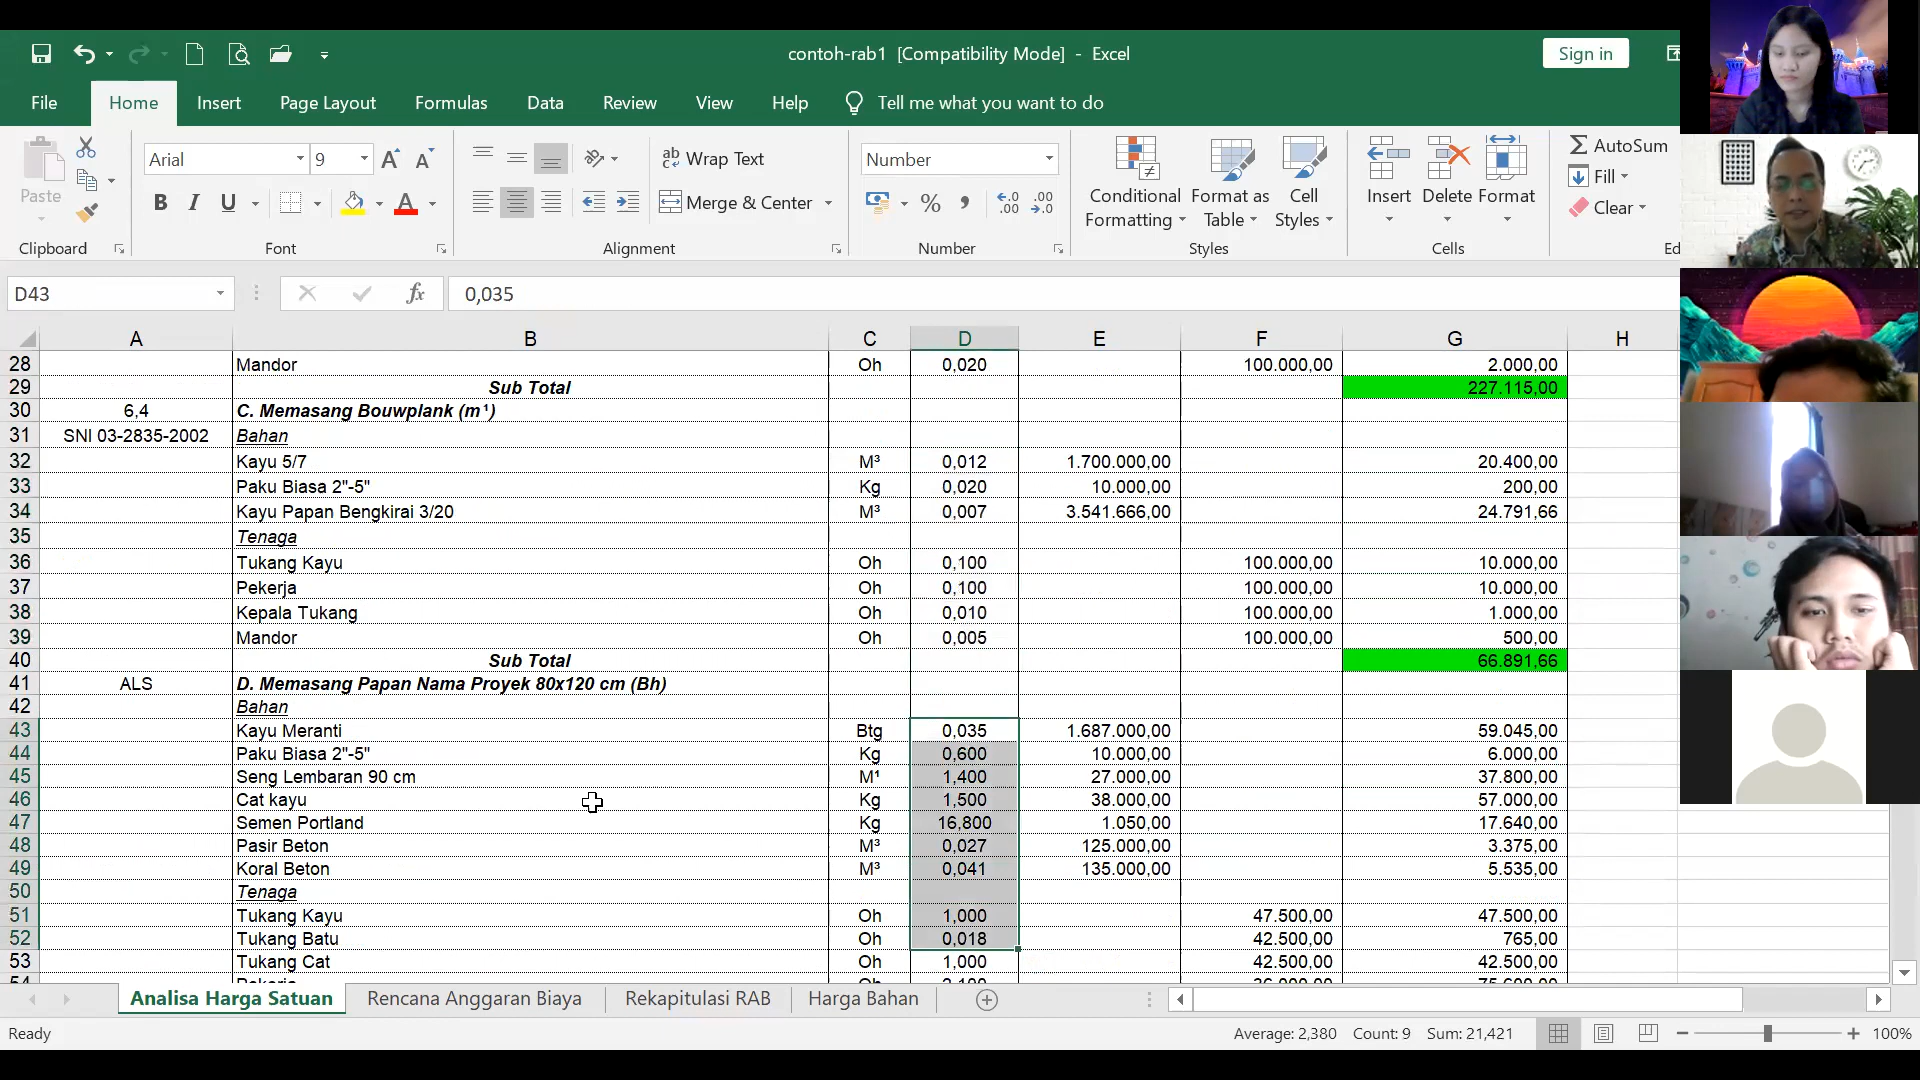 contoh-rab1 [Compatibility Mode] - Excel
Sign in
File Home Insert Page Layout Formulas Data Review View Help Tell me what you want to do
Paste
Arial 9
B I U A
ab Wrap Text
Merge & Center
Number
% ,
Conditional Formatting
Format as Table
Cell Styles
Insert Delete Format
AutoSum
Fill
Clear
Clipboard Font Alignment Number Styles Cells Ed
D43 fx 0,035
A B C D E F G H
28 Mandor Oh 0,020 100.000,00 2.000,00
29 Sub Total 227.115,00
30 6,4 C. Memasang Bouwplank (m¹)
31 SNI 03-2835-2002 Bahan
32 Kayu 5/7 M³ 0,012 1.700.000,00 20.400,00
33 Paku Biasa 2"-5" Kg 0,020 10.000,00 200,00
34 Kayu Papan Bengkirai 3/20 M³ 0,007 3.541.666,00 24.791,66
35 Tenaga
36 Tukang Kayu Oh 0,100 100.000,00 10.000,00
37 Pekerja Oh 0,100 100.000,00 10.000,00
38 Kepala Tukang Oh 0,010 100.000,00 1.000,00
39 Mandor Oh 0,005 100.000,00 500,00
40 Sub Total 66.891,66
41 ALS D. Memasang Papan Nama Proyek 80x120 cm (Bh)
42 Bahan
43 Kayu Meranti Btg 0,035 1.687.000,00 59.045,00
44 Paku Biasa 2"-5" Kg 0,600 10.000,00 6.000,00
45 Seng Lembaran 90 cm M¹ 1,400 27.000,00 37.800,00
46 Cat kayu Kg 1,500 38.000,00 57.000,00
47 Semen Portland Kg 16,800 1.050,00 17.640,00
48 Pasir Beton M³ 0,027 125.000,00 3.375,00
49 Koral Beton M³ 0,041 135.000,00 5.535,00
50 Tenaga
51 Tukang Kayu Oh 1,000 47.500,00 47.500,00
52 Tukang Batu Oh 0,018 42.500,00 765,00
53 Tukang Cat Oh 1,000 42.500,00 42.500,00
Analisa Harga Satuan Rencana Anggaran Biaya Rekapitulasi RAB Harga Bahan
Ready Average: 2,380 Count: 9 Sum: 21,421 100%